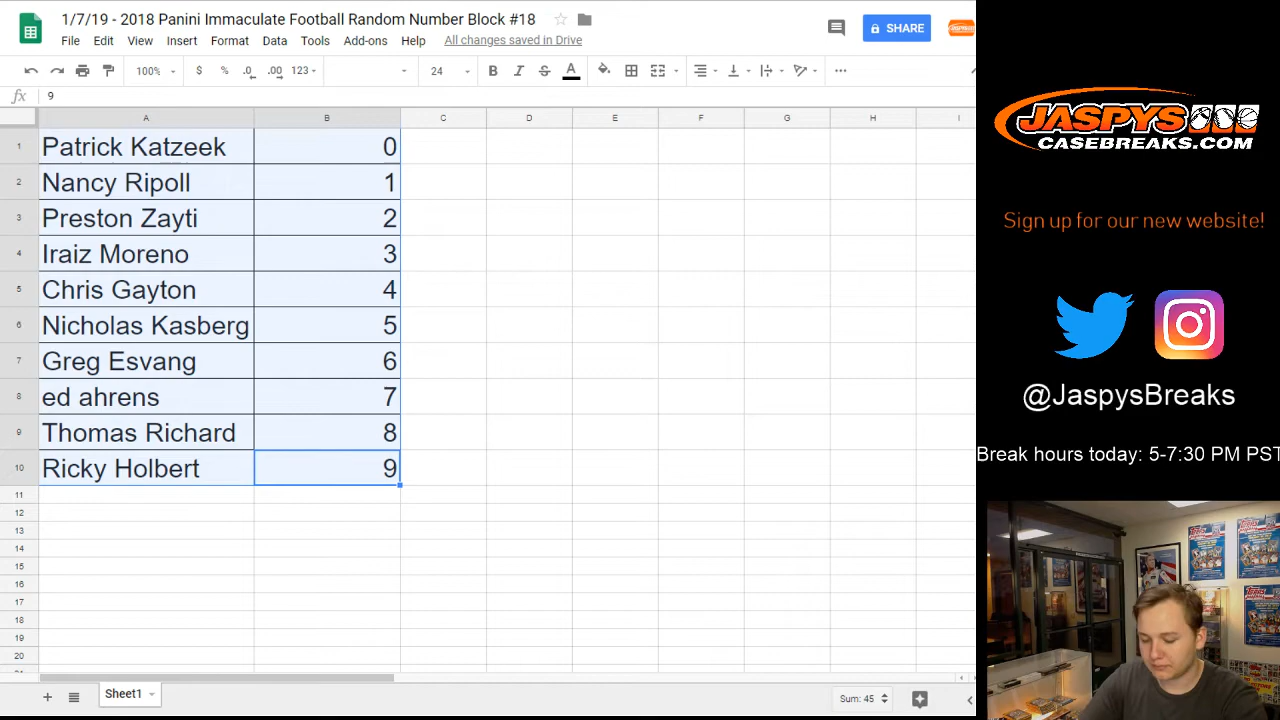 1/7/19 - 2018 Panini Immaculate Football Random Number Block #18
File Edit View Insert Format Data Tools Add-ons Help All changes saved in Drive
SHARE
100% $ % .0 .00 123 24 B I S A
fx 9
A B C D E F G H I
1 Patrick Katzeek 0
2 Nancy Ripoll 1
3 Preston Zayti 2
4 Iraiz Moreno 3
5 Chris Gayton 4
6 Nicholas Kasberg 5
7 Greg Esvang 6
8 ed ahrens 7
9 Thomas Richard 8
10 Ricky Holbert 9
11
12
13
14
15
16
17
18
19
20
Sheet1
Sum: 45
JASPYS
CASEBREAKS.COM
Sign up for our new website!
@JaspysBreaks
Break hours today: 5-7:30 PM PST